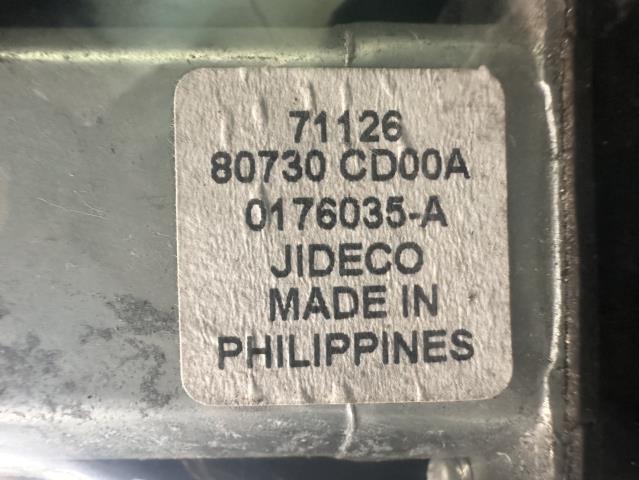 71126
80730 CD00A
0176035-A
JIDECO
MADE IN
PHILIPPINES